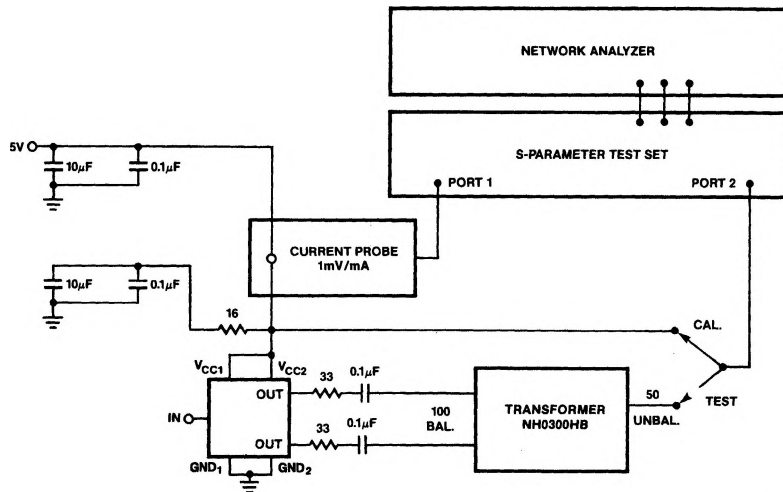 NETWORK ANALYZER
5V
10µF
0.1µF
S-PARAMETER TEST SET
PORT 1
PORT 2
CURRENT PROBE
1mV/mA
10µF
0.1µF
16
CAL.
VCC1
VCC2
33
0.1µF
OUT
IN
100
BAL.
TRANSFORMER
NH0300HB
50
UNBAL.
TEST
33
0.1µF
OUT
GND1
GND2